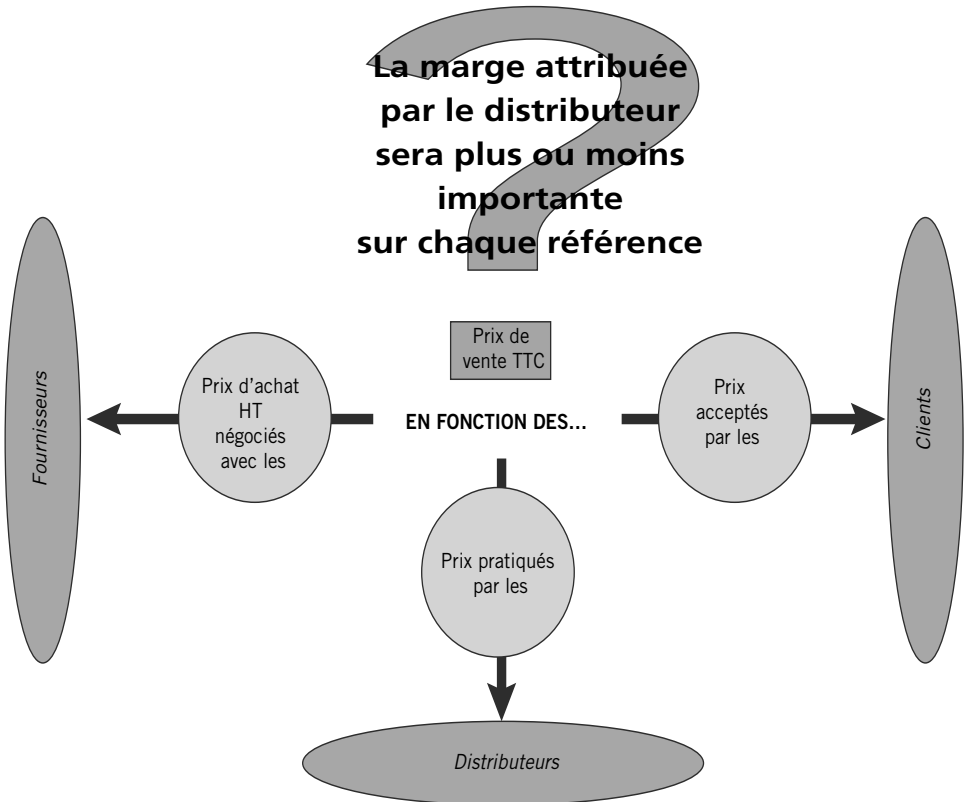 La marge attribuée
par le distributeur
sera plus ou moins
importante
sur chaque référence
Prix de
vente TTC
Fournisseurs
Prix d'achat
HT
négociés
avec les
EN FONCTION DES...
Prix
acceptés
par les
Clients
Prix pratiqués
par les
Distributeurs